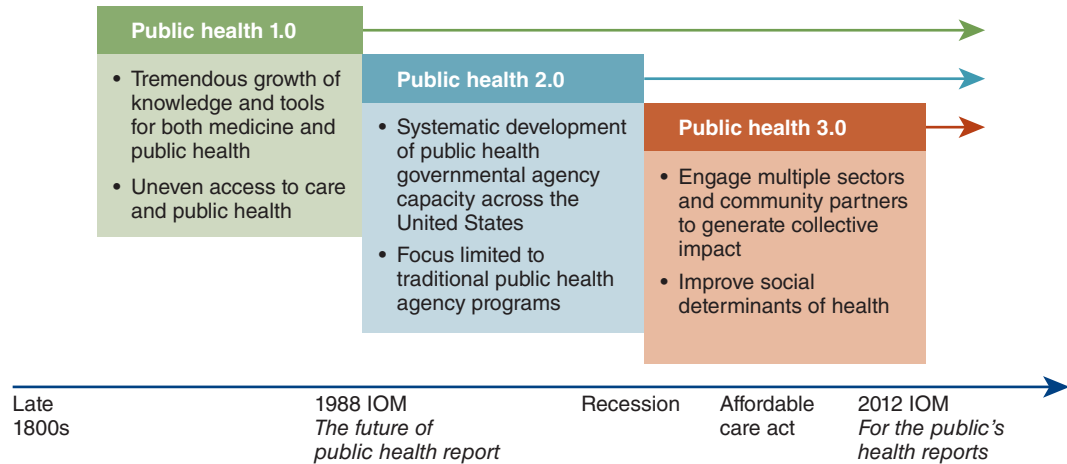 Public health 1.0
• Tremendous growth of
knowledge and tools
for both medicine and
public health
• Uneven access to care
and public health
Public health 2.0
• Systematic development
of public health
governmental agency
capacity across the
United States
• Focus limited to
traditional public health
agency programs
Public health 3.0
• Engage multiple sectors
and community partners
to generate collective
impact
• Improve social
determinants of health
Late
1800s
1988 IOM
The future of
public health report
Recession
Affordable
care act
2012 IOM
For the public's
health reports